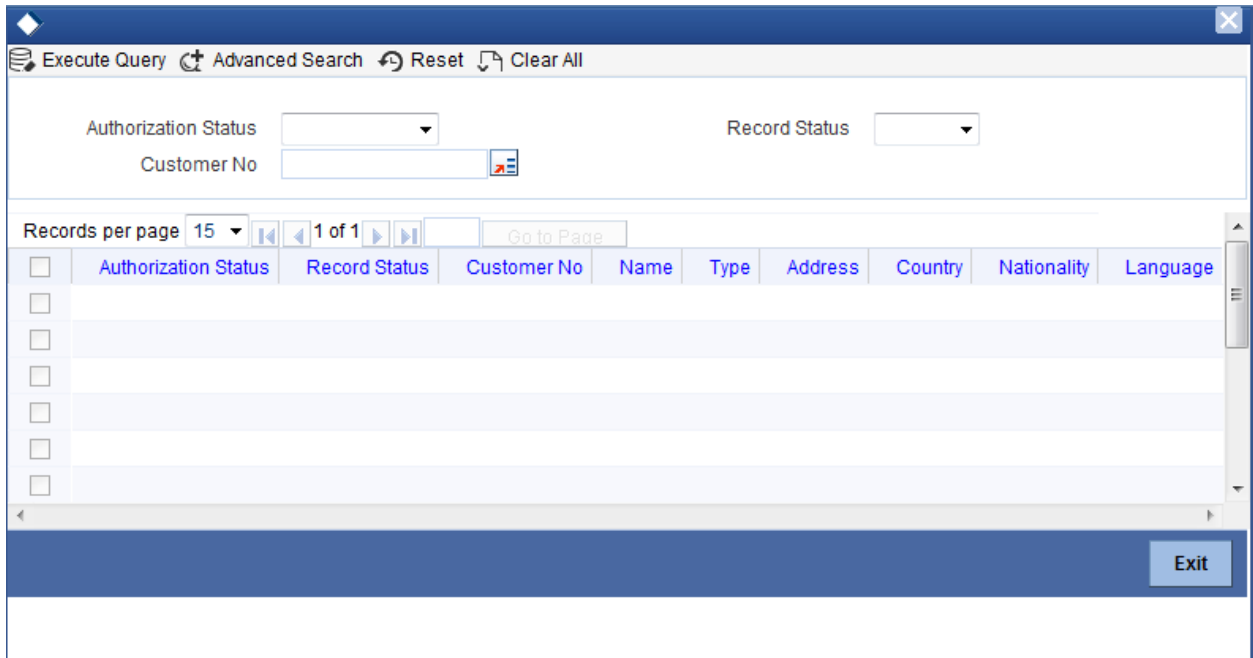 Execute Query Advanced Search Reset Clear All
Authorization Status Record Status
Customer No
Records per page 15 1 of 1 Go to Page
Authorization Status Record Status Customer No Name Type Address Country Nationality Language
Exit